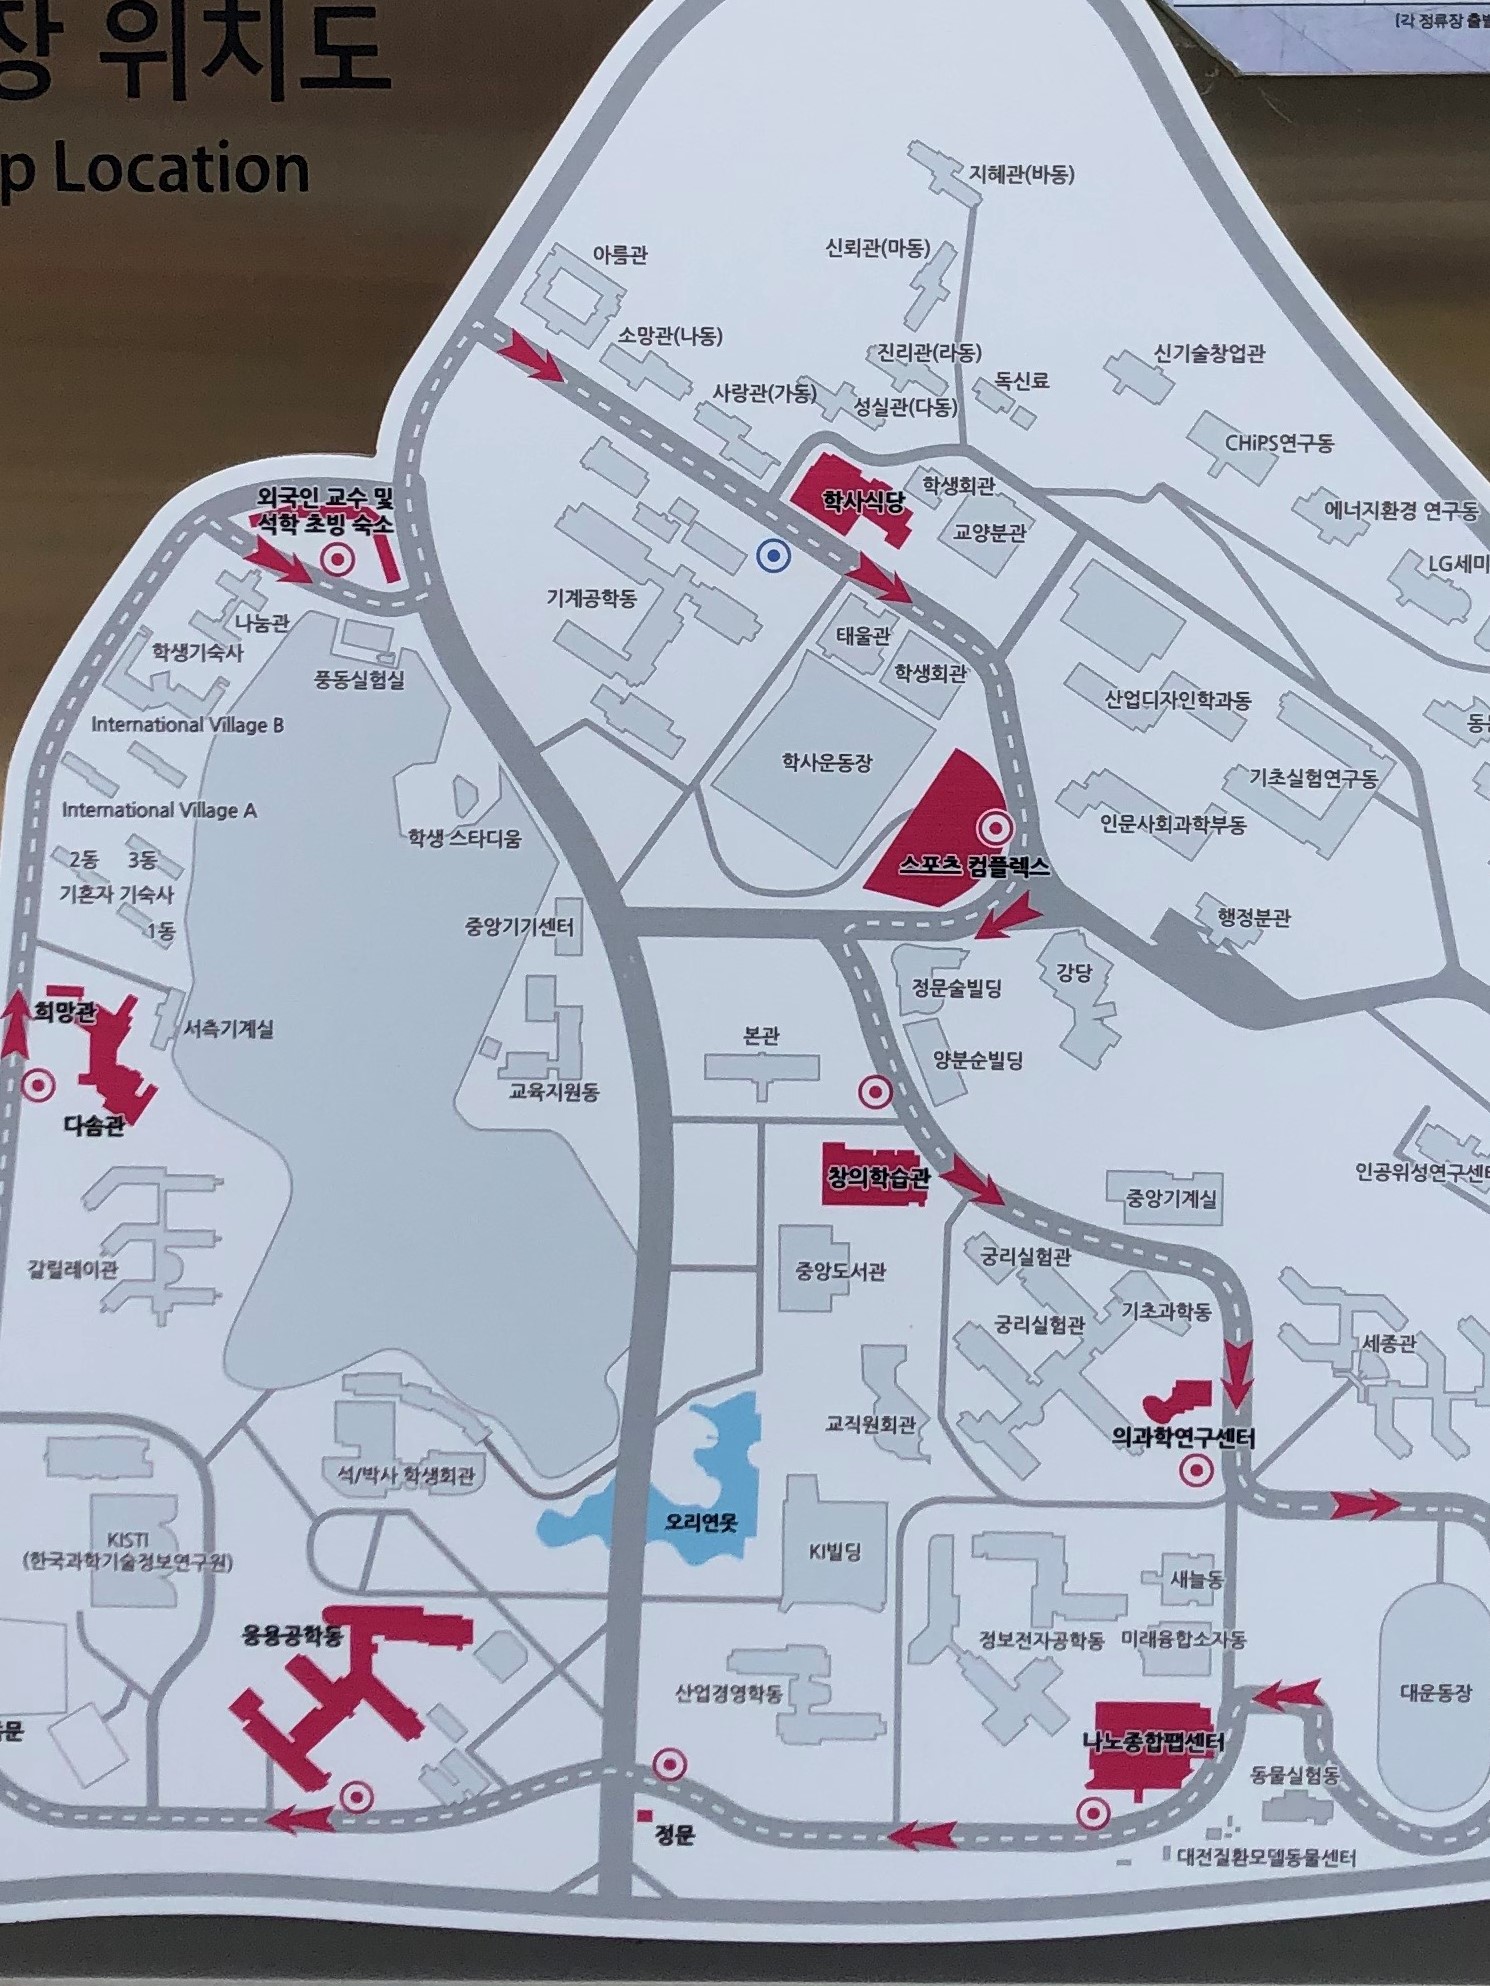 장 위치도
p Location
[각 정류장 출발
지혜관(바동)
신뢰관(마동)
아름관
소망관(나동)
진리관(라동)
신기술창업관
사랑관(가동)
성실관(다동)
독신료
CHiPS연구동
외국인 교수 및
석학 초빙 숙소
학사식당
학생회관
교양분관
에너지환경 연구동
LG세미
기계공학동
나눔관
학생기숙사
풍동실험실
태울관
학생회관
International Village B
산업디자인학과동
학사운동장
기초실험연구동
International Village A
학생 스타디움
인문사회과학부동
2동
3동
기혼자 기숙사
1동
스포츠 컴플렉스
중앙기기센터
행정분관
정문술빌딩
강당
희망관
서측기계실
본관
양분순빌딩
교육지원동
다솜관
창의학습관
중앙기계실
인공위성연구센터
갈릴레이관
중앙도서관
궁리실험관
기초과학동
궁리실험관
세종관
교직원회관
의과학연구센터
석/박사 학생회관
오리연못
KI빌딩
KISTI
(한국과학기술정보연구원)
새늘동
응용공학동
정보전자공학동
미래융합소자동
산업경영학동
대운동장
나노종합팹센터
동물실험동
정문
대전질환모델동물센터